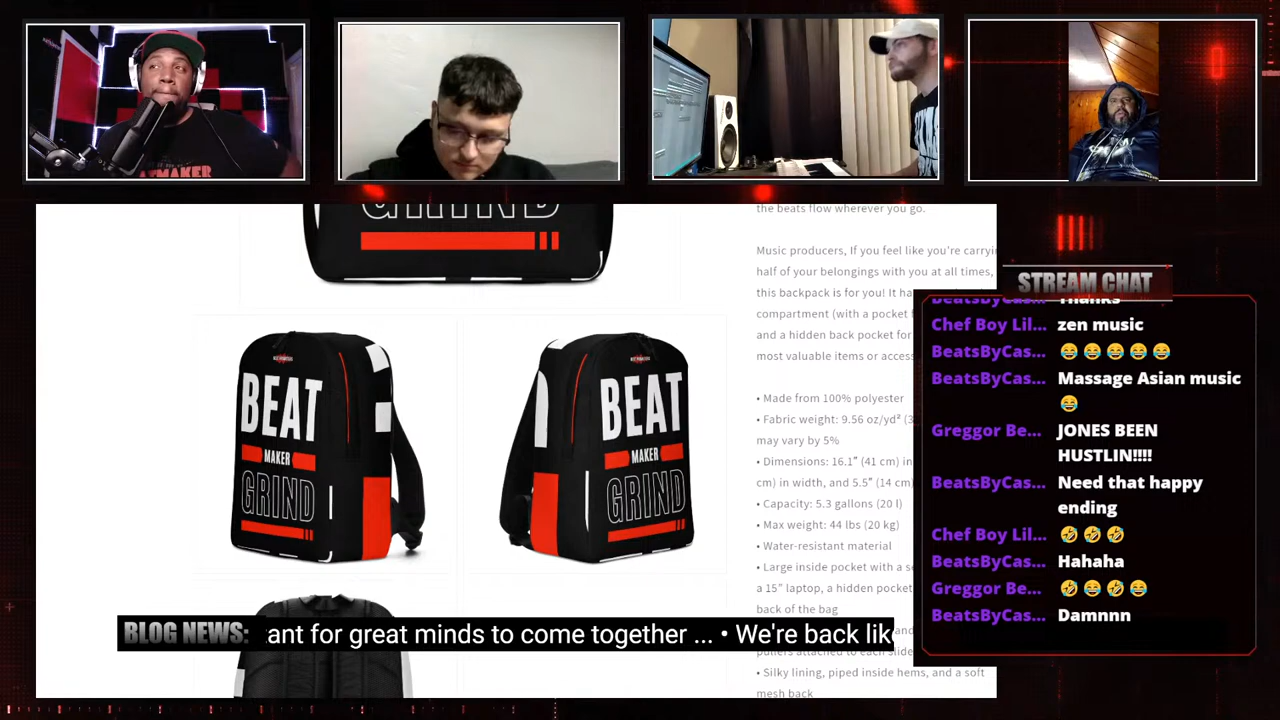 ATMAKER
GRIND
the beats flow wherever you go.
Music producers, If you feel like you're carryin
half of your belongings with you at all times,
this backpack is for you! It ha
compartment (with a pocket f
and a hidden back pocket for
most valuable items or access
• Made from 100% polyester
• Fabric weight: 9.56 oz/yd² (3
may vary by 5%
• Dimensions: 16.1″ (41 cm) in
cm) in width, and 5.5″ (14 cm)
• Capacity: 5.3 gallons (20 l)
• Max weight: 44 lbs (20 kg)
• Water-resistant material
• Large inside pocket with a se
a 15” laptop, a hidden pocket
back of the bag
• Silky lining, piped inside hems, and a soft
mesh back
BEAT
MAKER
GRIND
BEAT
MAKER
GRIND
STREAM CHAT
BeatsByCas... Thanks
Chef Boy Lil... zen music
BeatsByCas... 😂😂😂😂😂
BeatsByCas... Massage Asian music
😂
Greggor Be... JONES BEEN
HUSTLIN!!!!
BeatsByCas... Need that happy
ending
Chef Boy Lil... 🤣🤣🤣
BeatsByCas... Hahaha
Greggor Be... 🤣😂🤣😂
BeatsByCas... Damnnn
BLOG NEWS: ant for great minds to come together ... • We're back lik